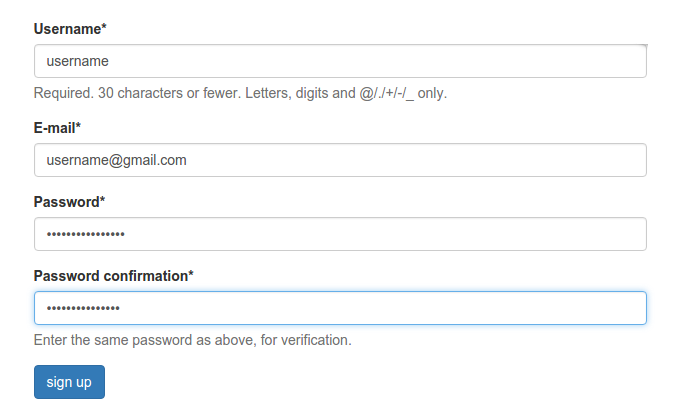 Username*
username
Required. 30 characters or fewer. Letters, digits and @/./+/-/_ only.
E-mail*
username@gmail.com
Password*
••••••••••••••••
Password confirmation*
•••••••••••••••
Enter the same password as above, for verification.
sign up